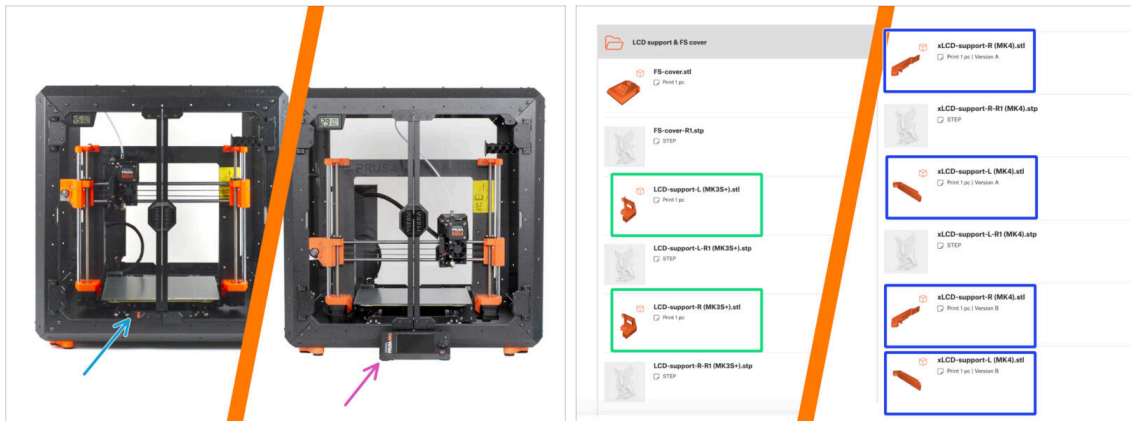 PRUSA
LCD support & FS cover
FS-cover.stl
Print 1 pc
FS-cover-R1.stp
STEP
LCD-support-L (MK3S+).stl
Print 1 pc
LCD-support-L-R1 (MK3S+).stp
STEP
LCD-support-R (MK3S+).stl
Print 1 pc
LCD-support-R-R1 (MK3S+).stp
STEP
xLCD-support-R (MK4).stl
Print 1 pc | Version A
xLCD-support-R-R1 (MK4).stp
STEP
xLCD-support-L (MK4).stl
Print 1 pc | Version A
xLCD-support-L-R1 (MK4).stp
STEP
xLCD-support-R (MK4).stl
Print 1 pc | Version B
xLCD-support-L (MK4).stl
Print 1 pc | Version B